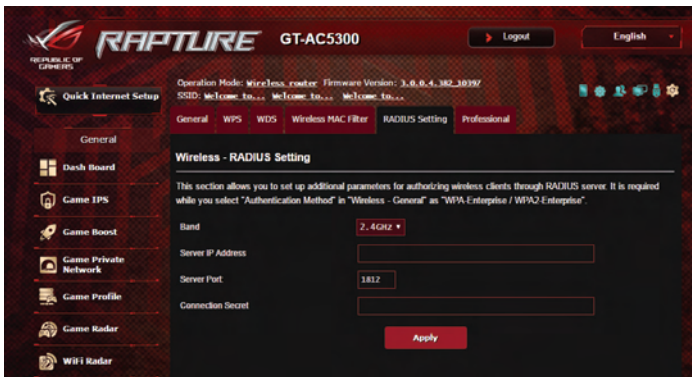 REPUBLIC OF
GAMERS
RAPTURE GT-AC5300 Logout English
Quick Internet Setup
General
Dash Board
Game IPS
Game Boost
Game Private
Network
Game Profile
Game Radar
WiFi Radar
Operation Mode: Wireless router Firmware Version: 3.0.0.4.382_10397
SSID: Welcome to... Welcome to... Welcome to...
General WPS WDS Wireless MAC Filter RADIUS Setting Professional
Wireless - RADIUS Setting
This section allows you to set up additional parameters for authorizing wireless clients through RADIUS server. It is required
while you select "Authentication Method" in "Wireless - General" as "WPA-Enterprise / WPA2-Enterprise".
Band 2.4GHz
Server IP Address
Server Port 1812
Connection Secret
Apply